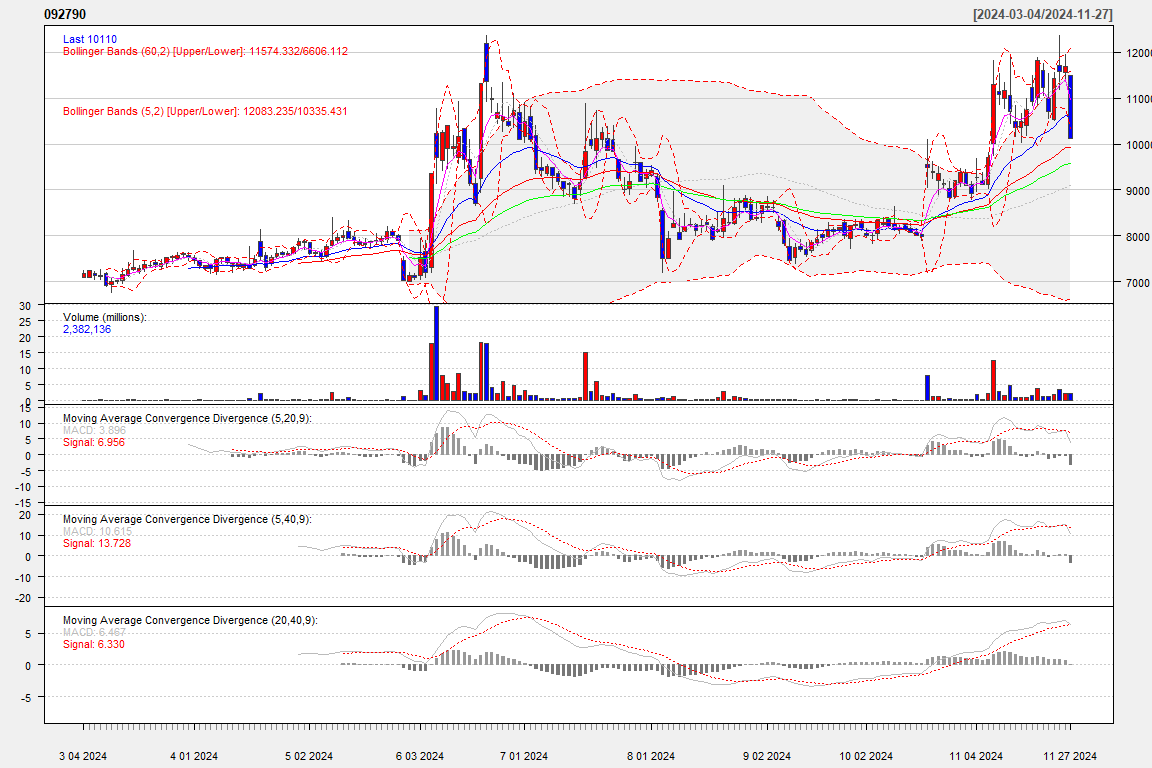 092790
[2024-03-04/2024-11-27]
Last 10110
Bollinger Bands (60,2) [Upper/Lower]: 11574.332/6606.112
Bollinger Bands (5,2) [Upper/Lower]: 12083.235/10335.431
12000
11000
10000
9000
8000
7000
Volume (millions):
2,382,136
30
25
20
15
10
5
0
Moving Average Convergence Divergence (5,20,9):
MACD: 3.896
Signal: 6.956
15
10
5
0
-5
-10
-15
Moving Average Convergence Divergence (5,40,9):
MACD: 10.615
Signal: 13.728
20
10
0
-10
-20
Moving Average Convergence Divergence (20,40,9):
MACD: 6.467
Signal: 6.330
5
0
-5
3 04 2024
4 01 2024
5 02 2024
6 03 2024
7 01 2024
8 01 2024
9 02 2024
10 02 2024
11 04 2024
11 27 2024